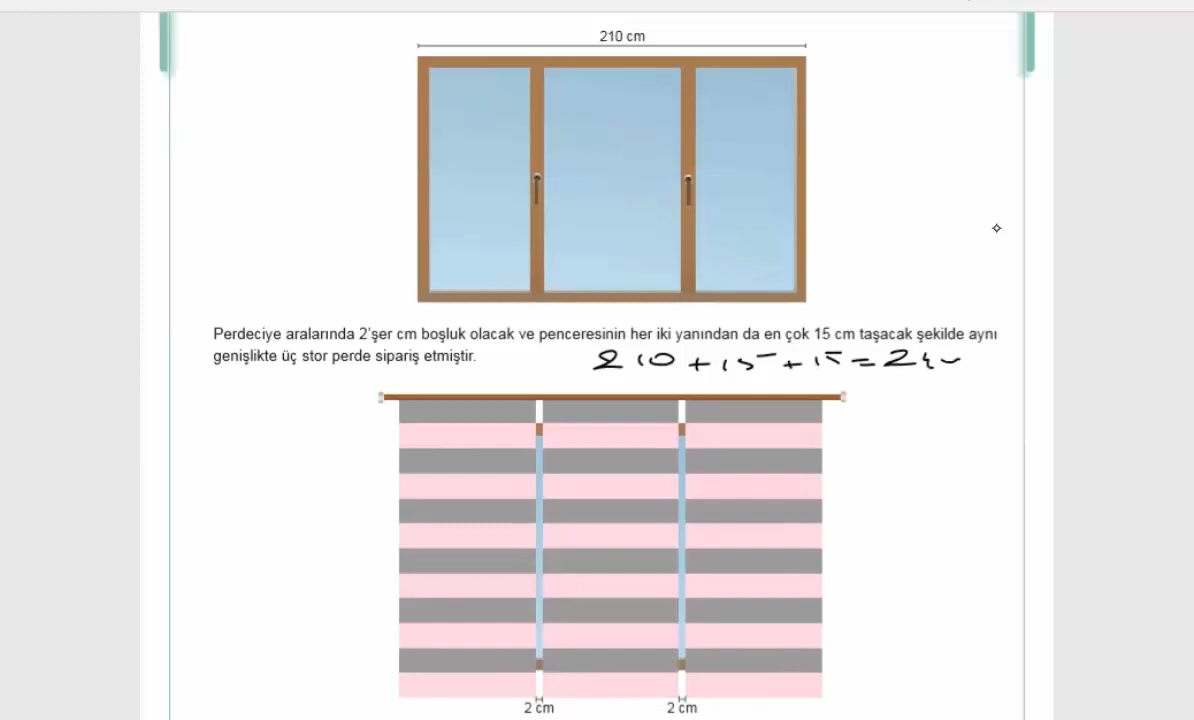 210 cm
Perdeciye aralarında 2'şer cm boşluk olacak ve penceresinin her iki yanından da en çok 15 cm taşacak şekilde aynı
genişlikte üç stor perde sipariş etmiştir.
210+15+15=240
2 cm 2 cm